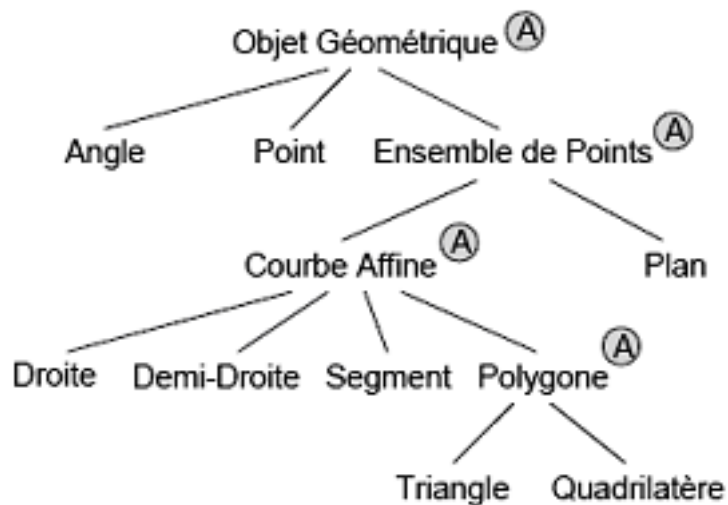 Objet Géométrique A
Angle Point Ensemble de Points A
Courbe Affine A Plan
Droite Demi-Droite Segment Polygone A
Triangle Quadrilatère